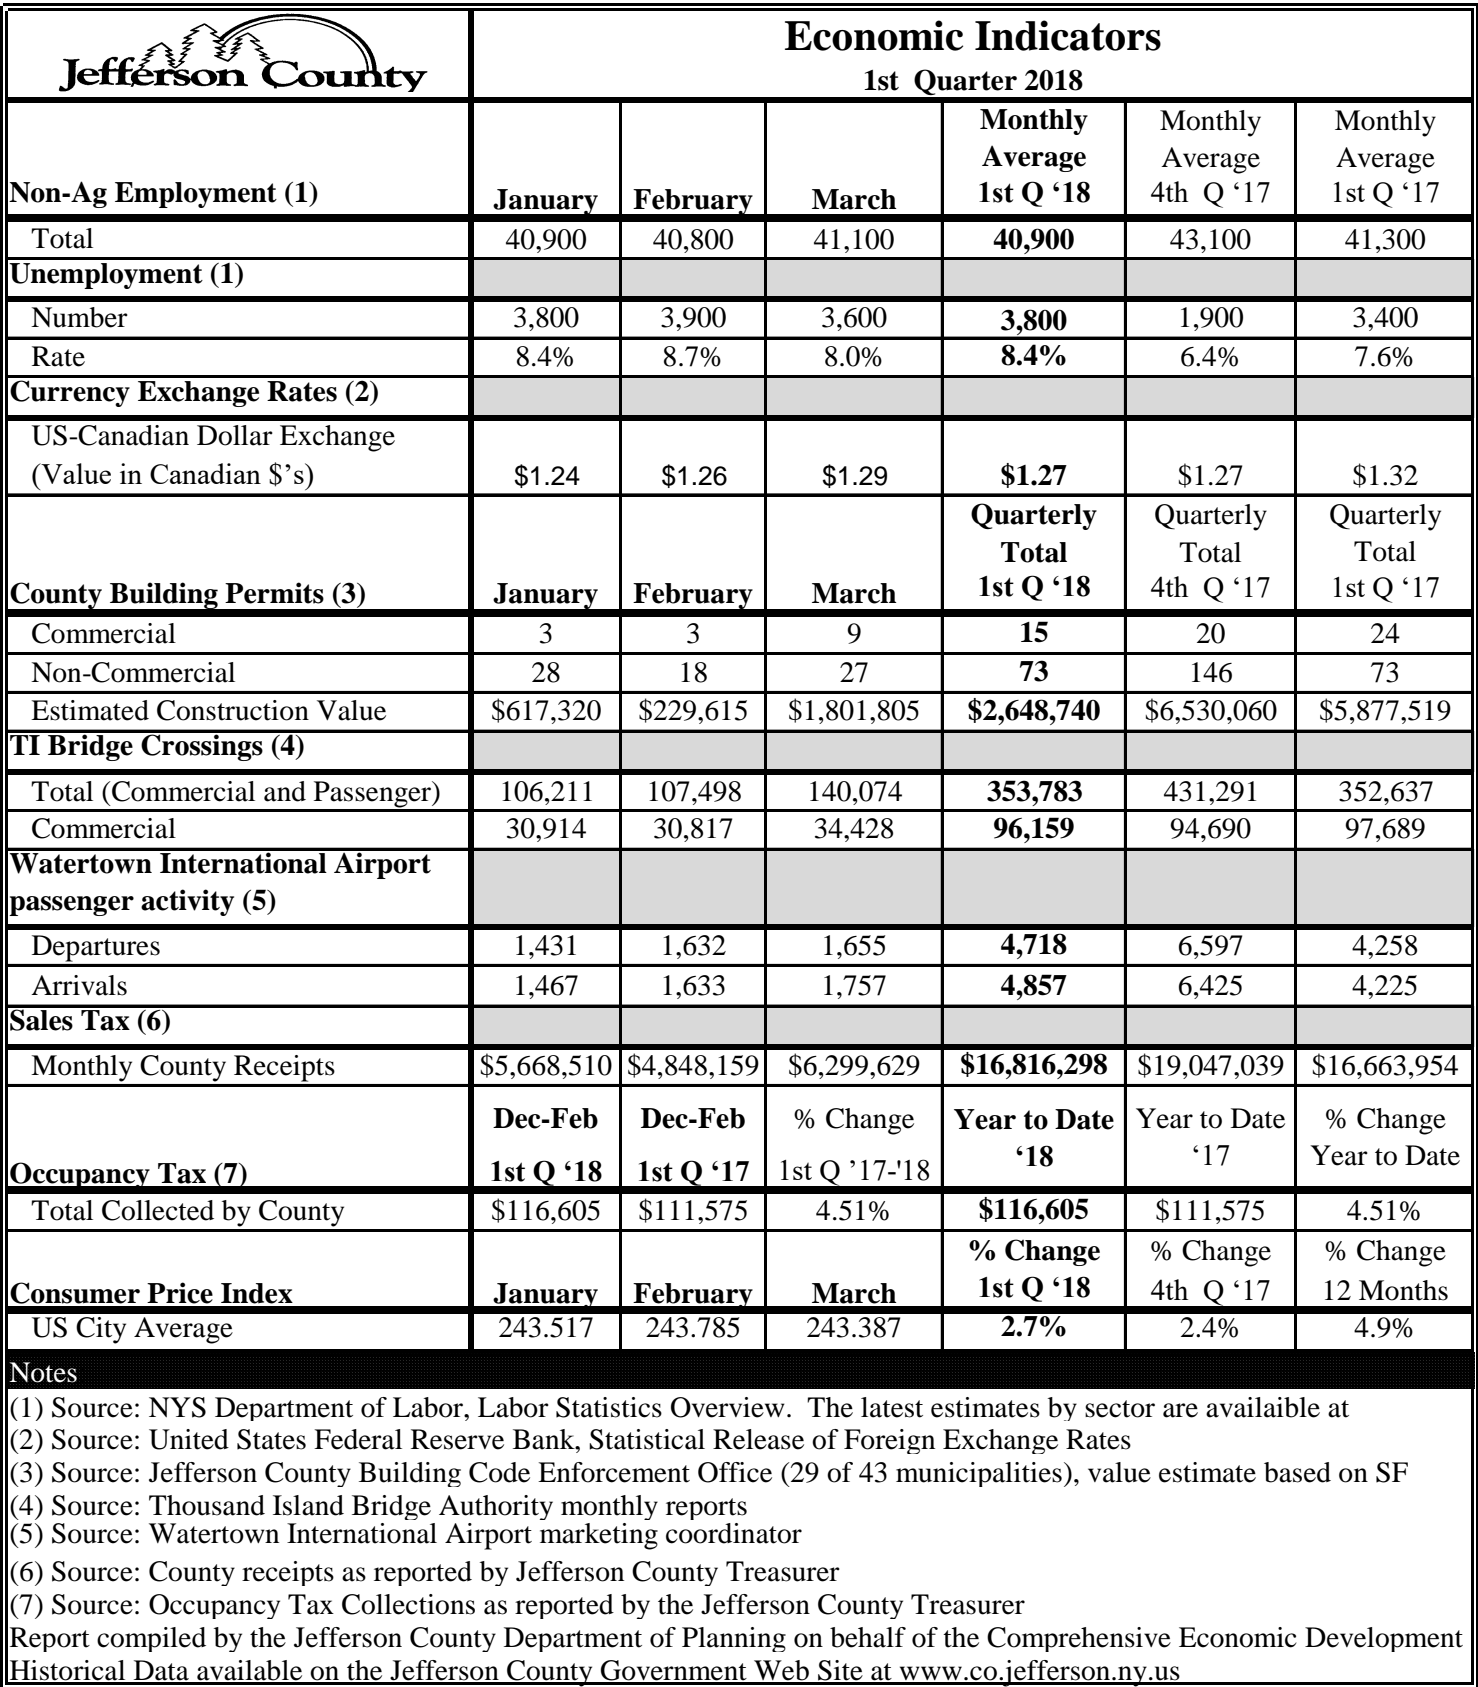 Jefferson County
Economic Indicators
1st Quarter 2018
Non-Ag Employment (1) January February March Monthly Average 1st Q ‘18 Monthly Average 4th Q ‘17 Monthly Average 1st Q ‘17
Total 40,900 40,800 41,100 40,900 43,100 41,300
Unemployment (1)
Number 3,800 3,900 3,600 3,800 1,900 3,400
Rate 8.4% 8.7% 8.0% 8.4% 6.4% 7.6%
Currency Exchange Rates (2)
US-Canadian Dollar Exchange
(Value in Canadian $’s) $1.24 $1.26 $1.29 $1.27 $1.27 $1.32
County Building Permits (3) January February March Quarterly Total 1st Q ‘18 Quarterly Total 4th Q ‘17 Quarterly Total 1st Q ‘17
Commercial 3 3 9 15 20 24
Non-Commercial 28 18 27 73 146 73
Estimated Construction Value $617,320 $229,615 $1,801,805 $2,648,740 $6,530,060 $5,877,519
TI Bridge Crossings (4)
Total (Commercial and Passenger) 106,211 107,498 140,074 353,783 431,291 352,637
Commercial 30,914 30,817 34,428 96,159 94,690 97,689
Watertown International Airport
passenger activity (5)
Departures 1,431 1,632 1,655 4,718 6,597 4,258
Arrivals 1,467 1,633 1,757 4,857 6,425 4,225
Sales Tax (6)
Monthly County Receipts $5,668,510 $4,848,159 $6,299,629 $16,816,298 $19,047,039 $16,663,954
Occupancy Tax (7) Dec-Feb 1st Q ‘18 Dec-Feb 1st Q ‘17 % Change 1st Q ’17-'18 Year to Date ‘18 Year to Date ‘17 % Change Year to Date
Total Collected by County $116,605 $111,575 4.51% $116,605 $111,575 4.51%
Consumer Price Index January February March % Change 1st Q ‘18 % Change 4th Q ‘17 % Change 12 Months
US City Average 243.517 243.785 243.387 2.7% 2.4% 4.9%
Notes
(1) Source: NYS Department of Labor, Labor Statistics Overview. The latest estimates by sector are availaible at
(2) Source: United States Federal Reserve Bank, Statistical Release of Foreign Exchange Rates
(3) Source: Jefferson County Building Code Enforcement Office (29 of 43 municipalities), value estimate based on SF
(4) Source: Thousand Island Bridge Authority monthly reports
(5) Source: Watertown International Airport marketing coordinator
(6) Source: County receipts as reported by Jefferson County Treasurer
(7) Source: Occupancy Tax Collections as reported by the Jefferson County Treasurer
Report compiled by the Jefferson County Department of Planning on behalf of the Comprehensive Economic Development
Historical Data available on the Jefferson County Government Web Site at www.co.jefferson.ny.us